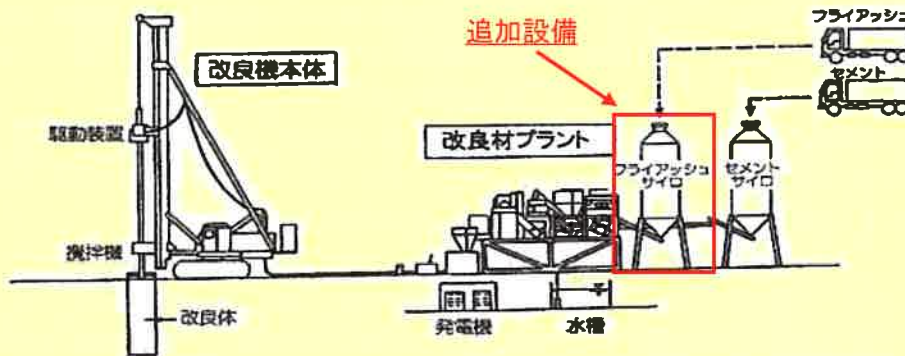 フライアッシュ
追加設備
セメント
改良機本体
駆動装置
改良材プラント
フライアッシュ
サイロ
セメント
サイロ
攪拌機
改良体
発電機
水槽